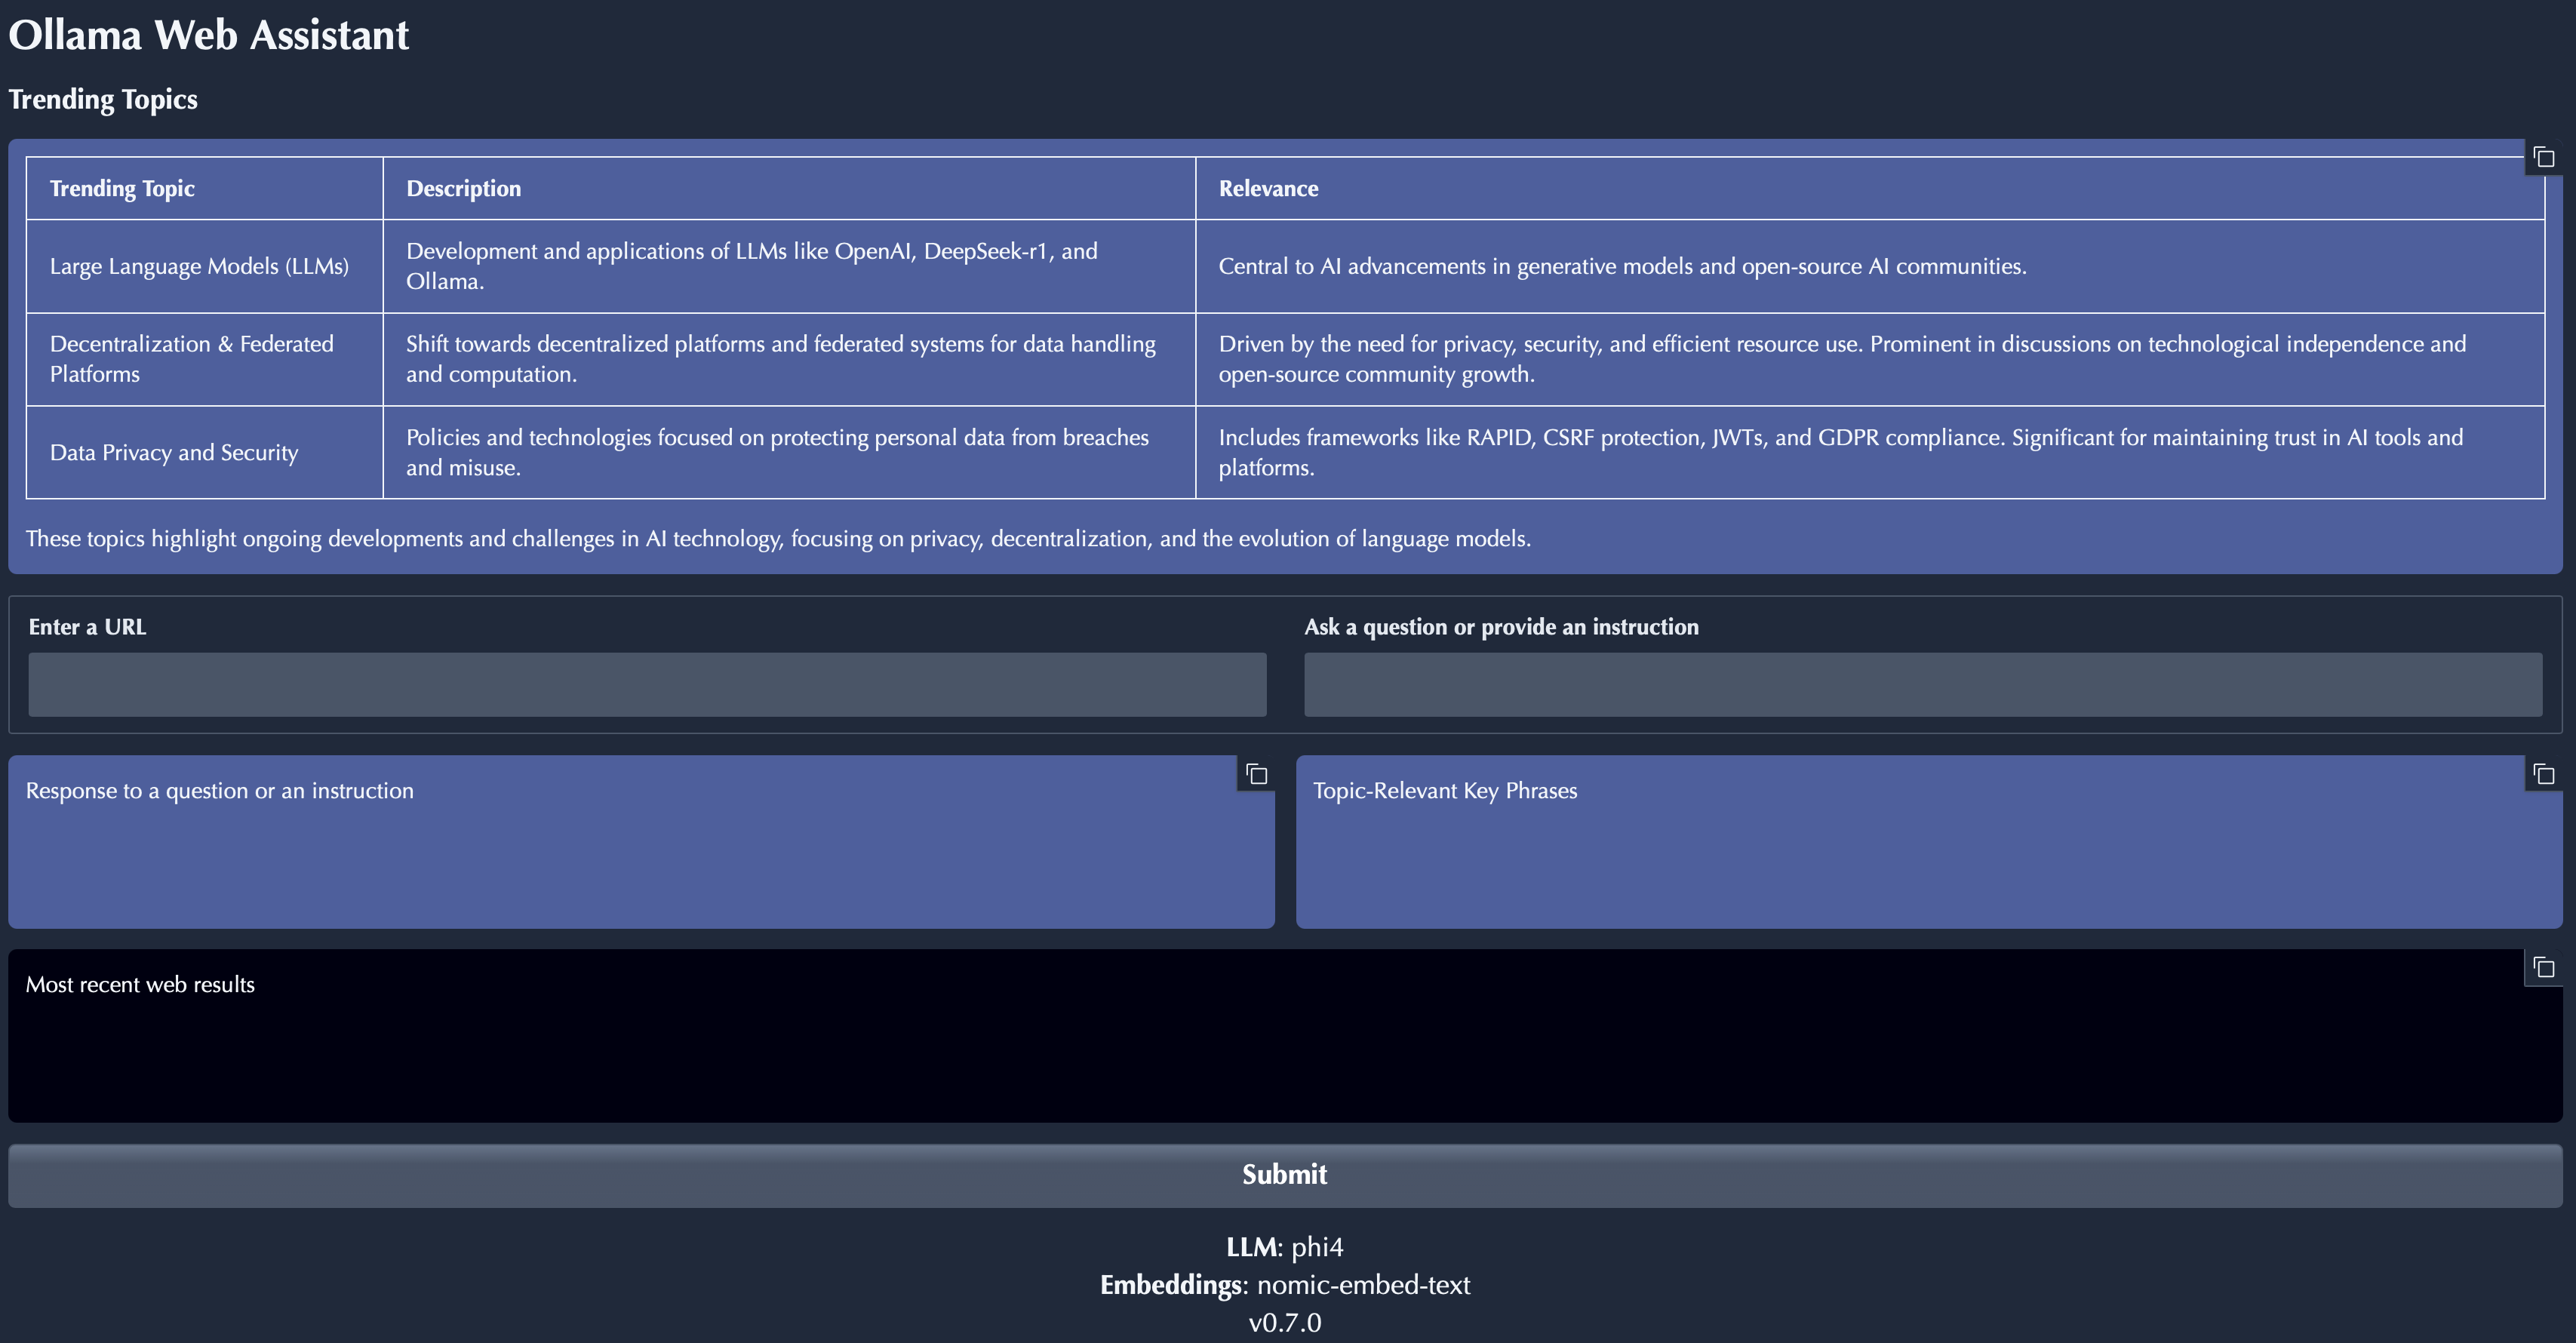 Ollama Web Assistant
Trending Topics
Trending Topic
Description
Relevance
Large Language Models (LLMs)
Development and applications of LLMs like OpenAI, DeepSeek-r1, and
Ollama.
Central to AI advancements in generative models and open-source AI communities.
Decentralization & Federated
Platforms
Shift towards decentralized platforms and federated systems for data handling
and computation.
Driven by the need for privacy, security, and efficient resource use. Prominent in discussions on technological independence and
open-source community growth.
Data Privacy and Security
Policies and technologies focused on protecting personal data from breaches
and misuse.
Includes frameworks like RAPID, CSRF protection, JWTs, and GDPR compliance. Significant for maintaining trust in AI tools and
platforms.
These topics highlight ongoing developments and challenges in AI technology, focusing on privacy, decentralization, and the evolution of language models.
Enter a URL
Ask a question or provide an instruction
Response to a question or an instruction
Topic-Relevant Key Phrases
Most recent web results
Submit
LLM: phi4
Embeddings: nomic-embed-text
v0.7.0